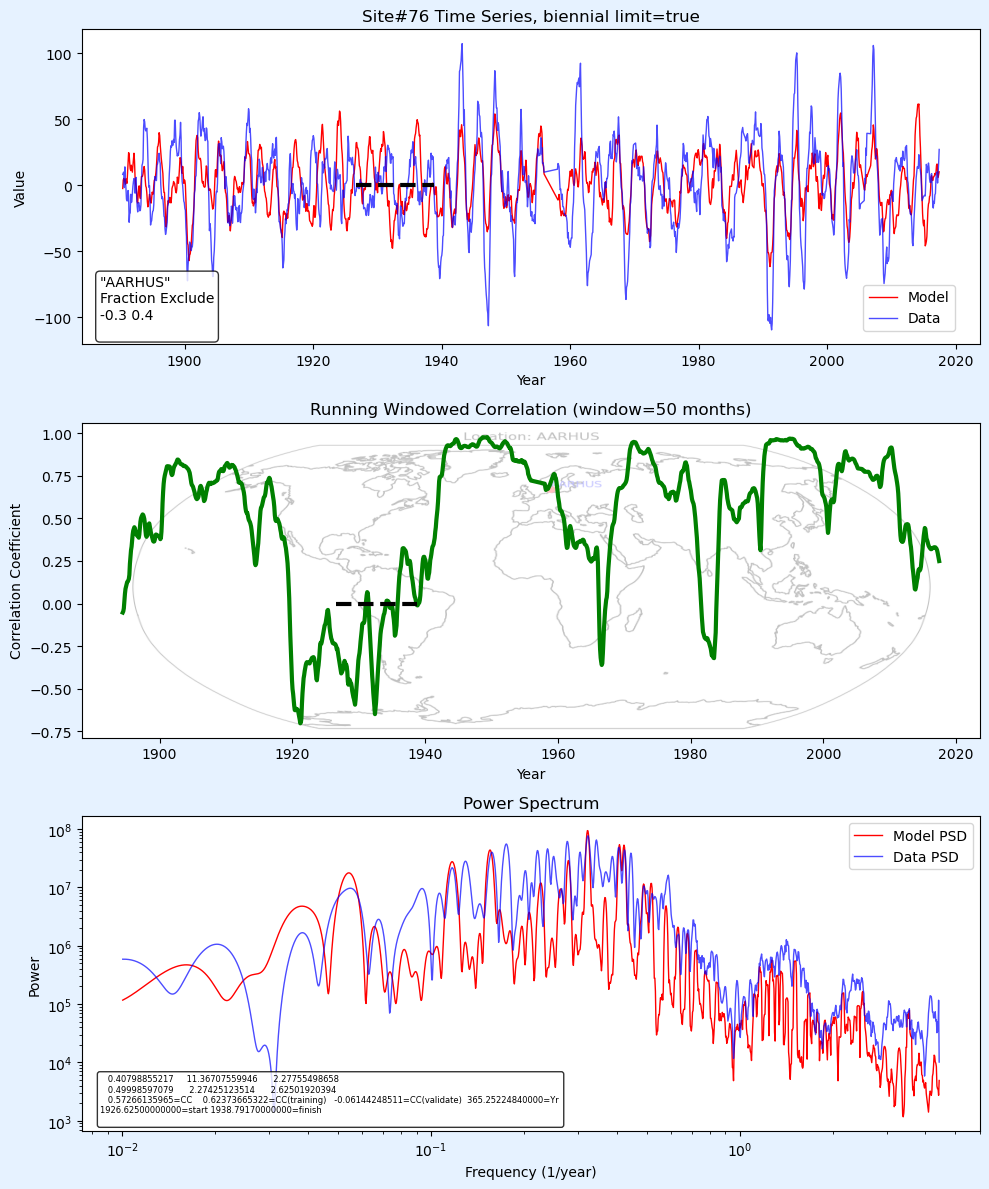 Site#76 Time Series, biennial limit=true
Value
100
50
0
−50
−100
"AARHUS"
Fraction Exclude
-0.3 0.4
Model
Data
1900 1920 1940 1960 1980 2000 2020
Year
Running Windowed Correlation (window=50 months)
Location: AARHUS
AARHUS
Correlation Coefficient
1.00
0.75
0.50
0.25
0.00
−0.25
−0.50
−0.75
1900 1920 1940 1960 1980 2000 2020
Year
Power Spectrum
Model PSD
Data PSD
Power
10^8
10^7
10^6
10^5
10^4
10^3
0.40798855217 11.36707559946 2.27755498658
0.49998597079 2.27425123514 2.62501920394
0.57266135965=CC 0.62373665322=CC(training) -0.06144248511=CC(validate) 365.25224840000=Yr
1926.62500000000=start 1938.79170000000=finish
10^−2 10^−1 10^0
Frequency (1/year)